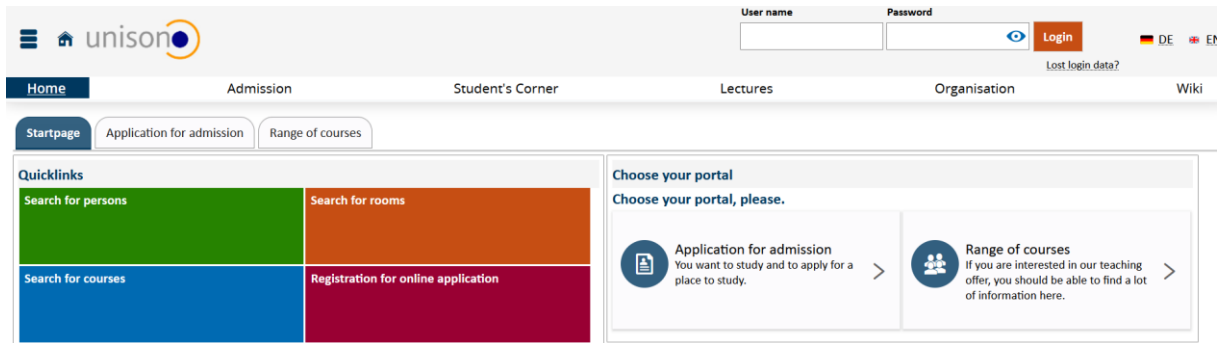 User name Password
unisono
Login
DE EN
Lost login data?
Home Admission Student's Corner Lectures Organisation Wiki
Startpage Application for admission Range of courses
Quicklinks
Search for persons
Search for rooms
Search for courses
Registration for online application
Choose your portal
Choose your portal, please.
Application for admission
You want to study and to apply for a
place to study.
Range of courses
If you are interested in our teaching
offer, you should be able to find a lot
of information here.